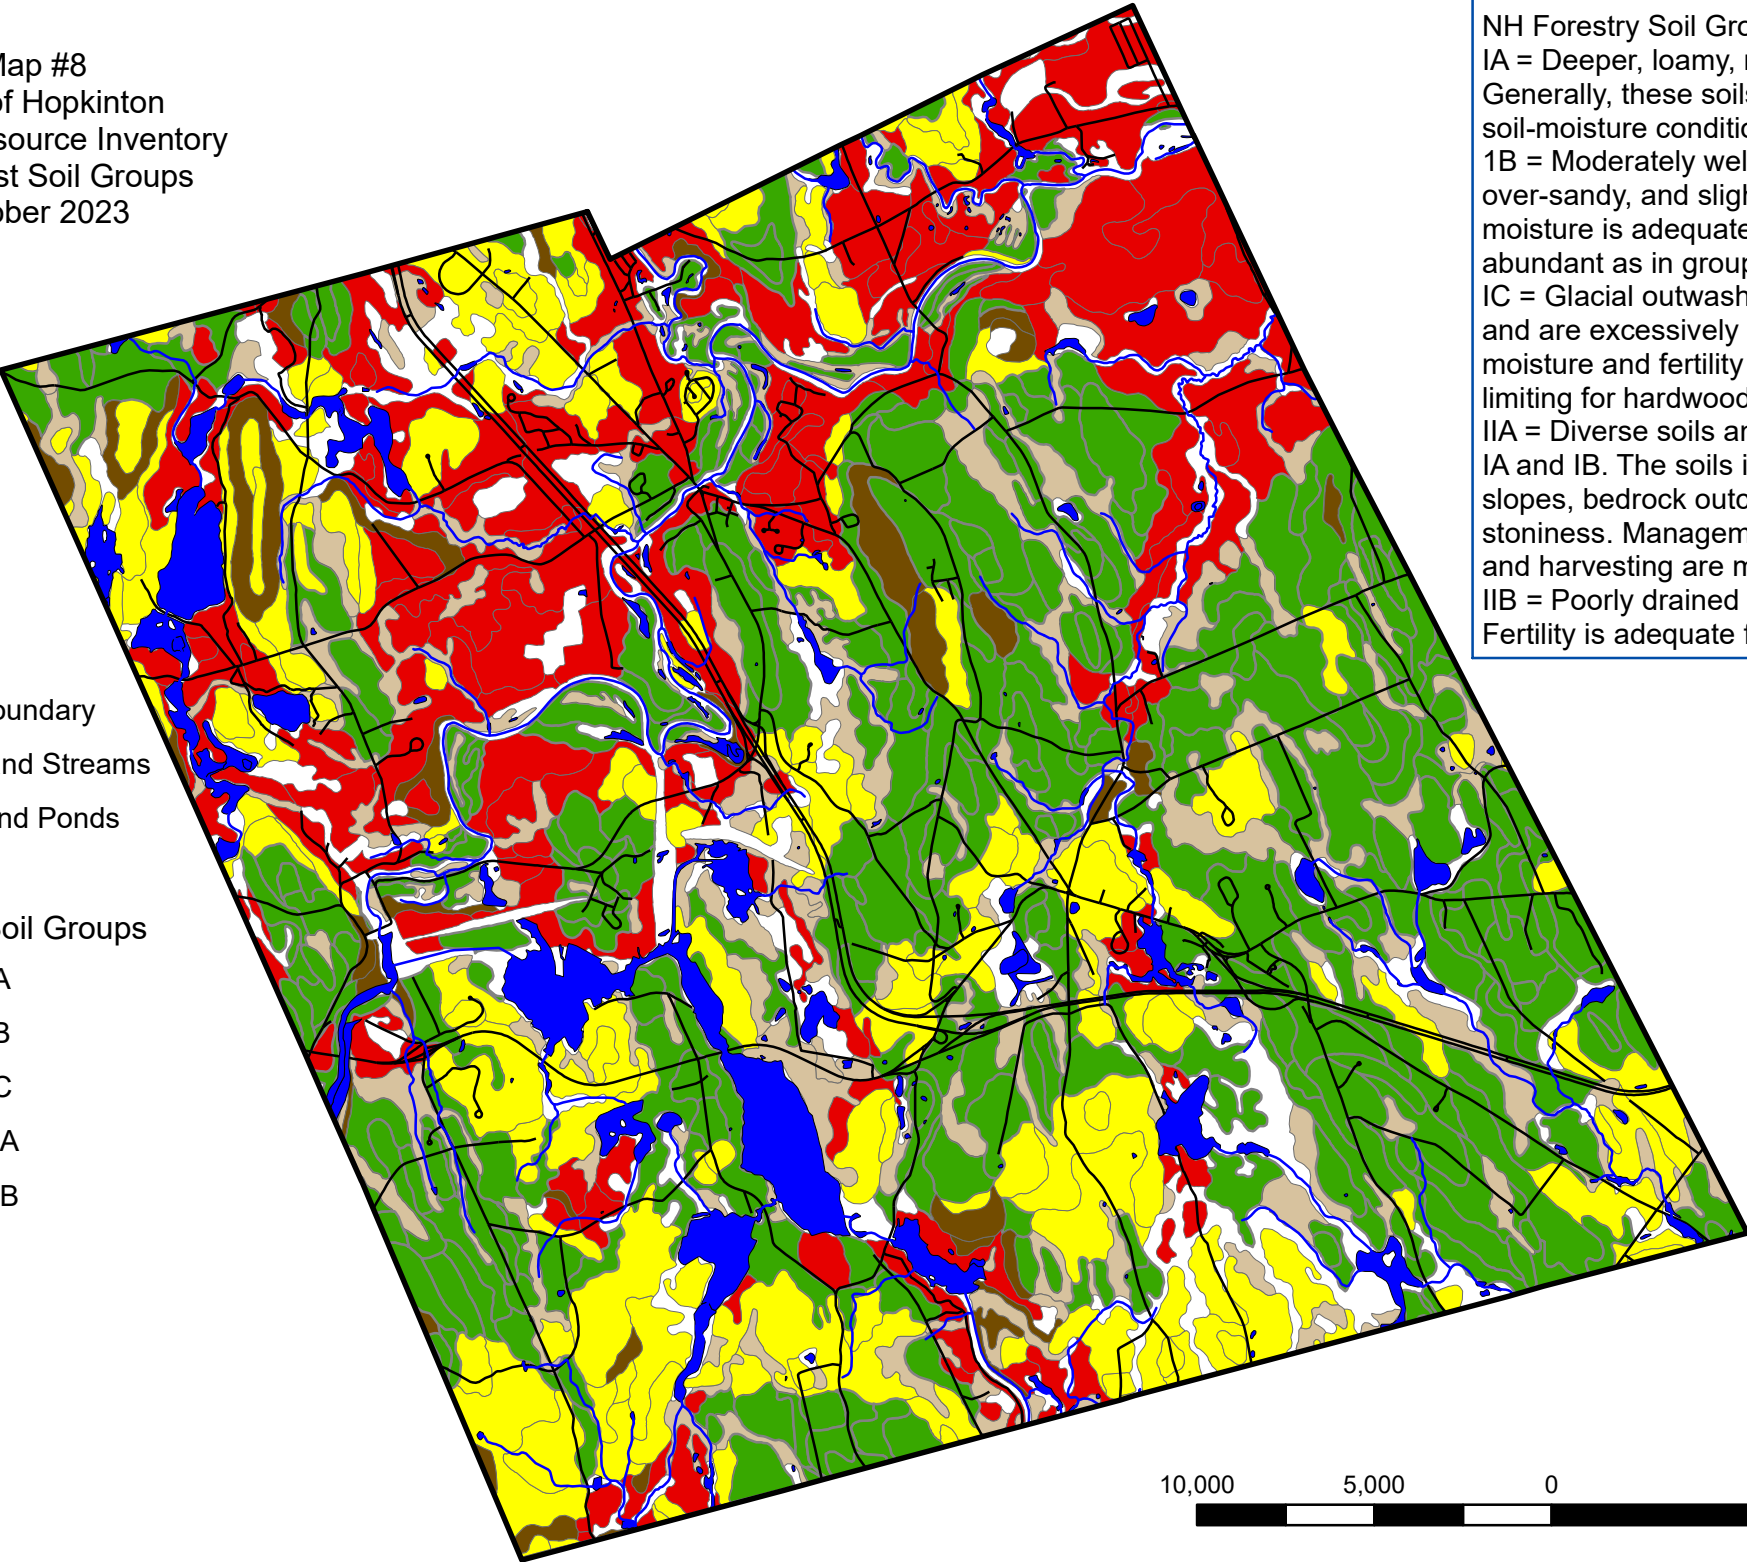 Map #8
of Hopkinton
source Inventory
st Soil Groups
ober 2023
oundary
nd Streams
nd Ponds
Soil Groups
A
B
C
A
B
NH Forestry Soil Gro
IA = Deeper, loamy,
Generally, these soils
soil-moisture conditio
1B = Moderately wel
over-sandy, and sligh
moisture is adequate
abundant as in group
IC = Glacial outwash
and are excessively
moisture and fertility
limiting for hardwood
IIA = Diverse soils an
IA and IB. The soils i
slopes, bedrock outc
stoniness. Managem
and harvesting are m
IIB = Poorly drained
Fertility is adequate f
10,000 5,000 0